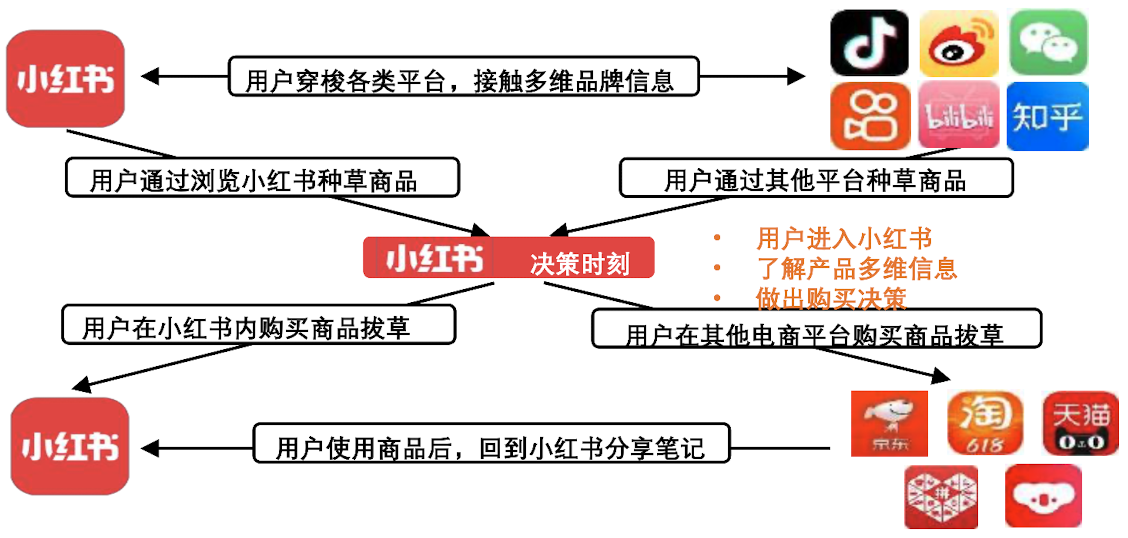 小红书
用户穿梭各类平台，接触多维品牌信息
bilibili
知乎
用户通过浏览小红书种草商品
用户通过其他平台种草商品
小红书 决策时刻
• 用户进入小红书
• 了解产品多维信息
• 做出购买决策
用户在小红书内购买商品拔草
用户在其他电商平台购买商品拔草
小红书
用户使用商品后，回到小红书分享笔记
京东
淘
618
天猫
拼